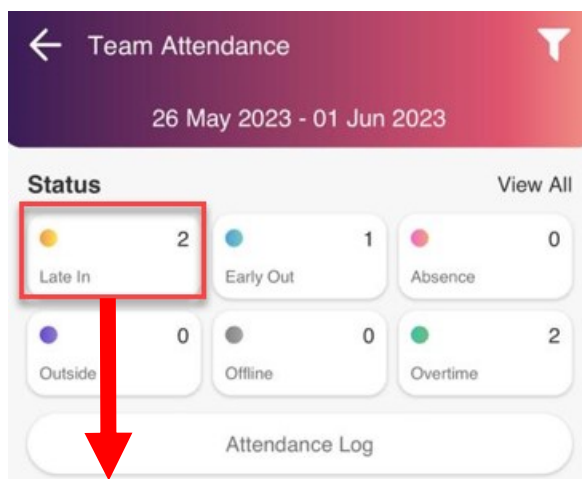 Team Attendance
26 May 2023 - 01 Jun 2023
Status View All
2 1 0
Late In Early Out Absence
0 0 2
Outside Offline Overtime
Attendance Log